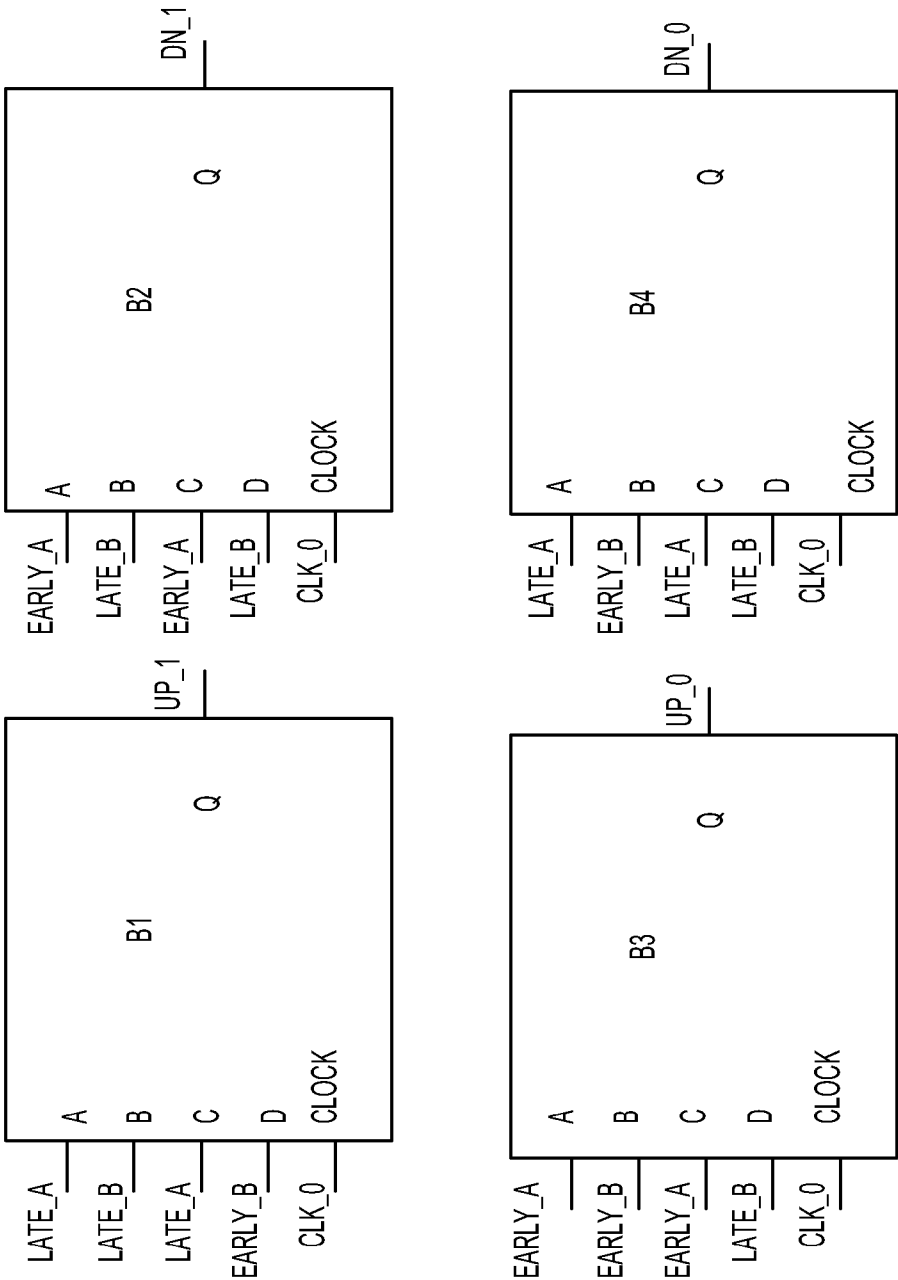 LATE_A A
LATE_B B
B1
UP_1
LATE_A C
Q
EARLY_B D
CLK_0 CLOCK
EARLY_A A
LATE_B B
B2
DN_1
EARLY_A C
Q
LATE_B D
CLK_0 CLOCK
EARLY_A A
EARLY_B B
B3
UP_0
EARLY_A C
Q
LATE_B D
CLK_0 CLOCK
LATE_A A
EARLY_B B
B4
DN_0
LATE_A C
Q
LATE_B D
CLK_0 CLOCK